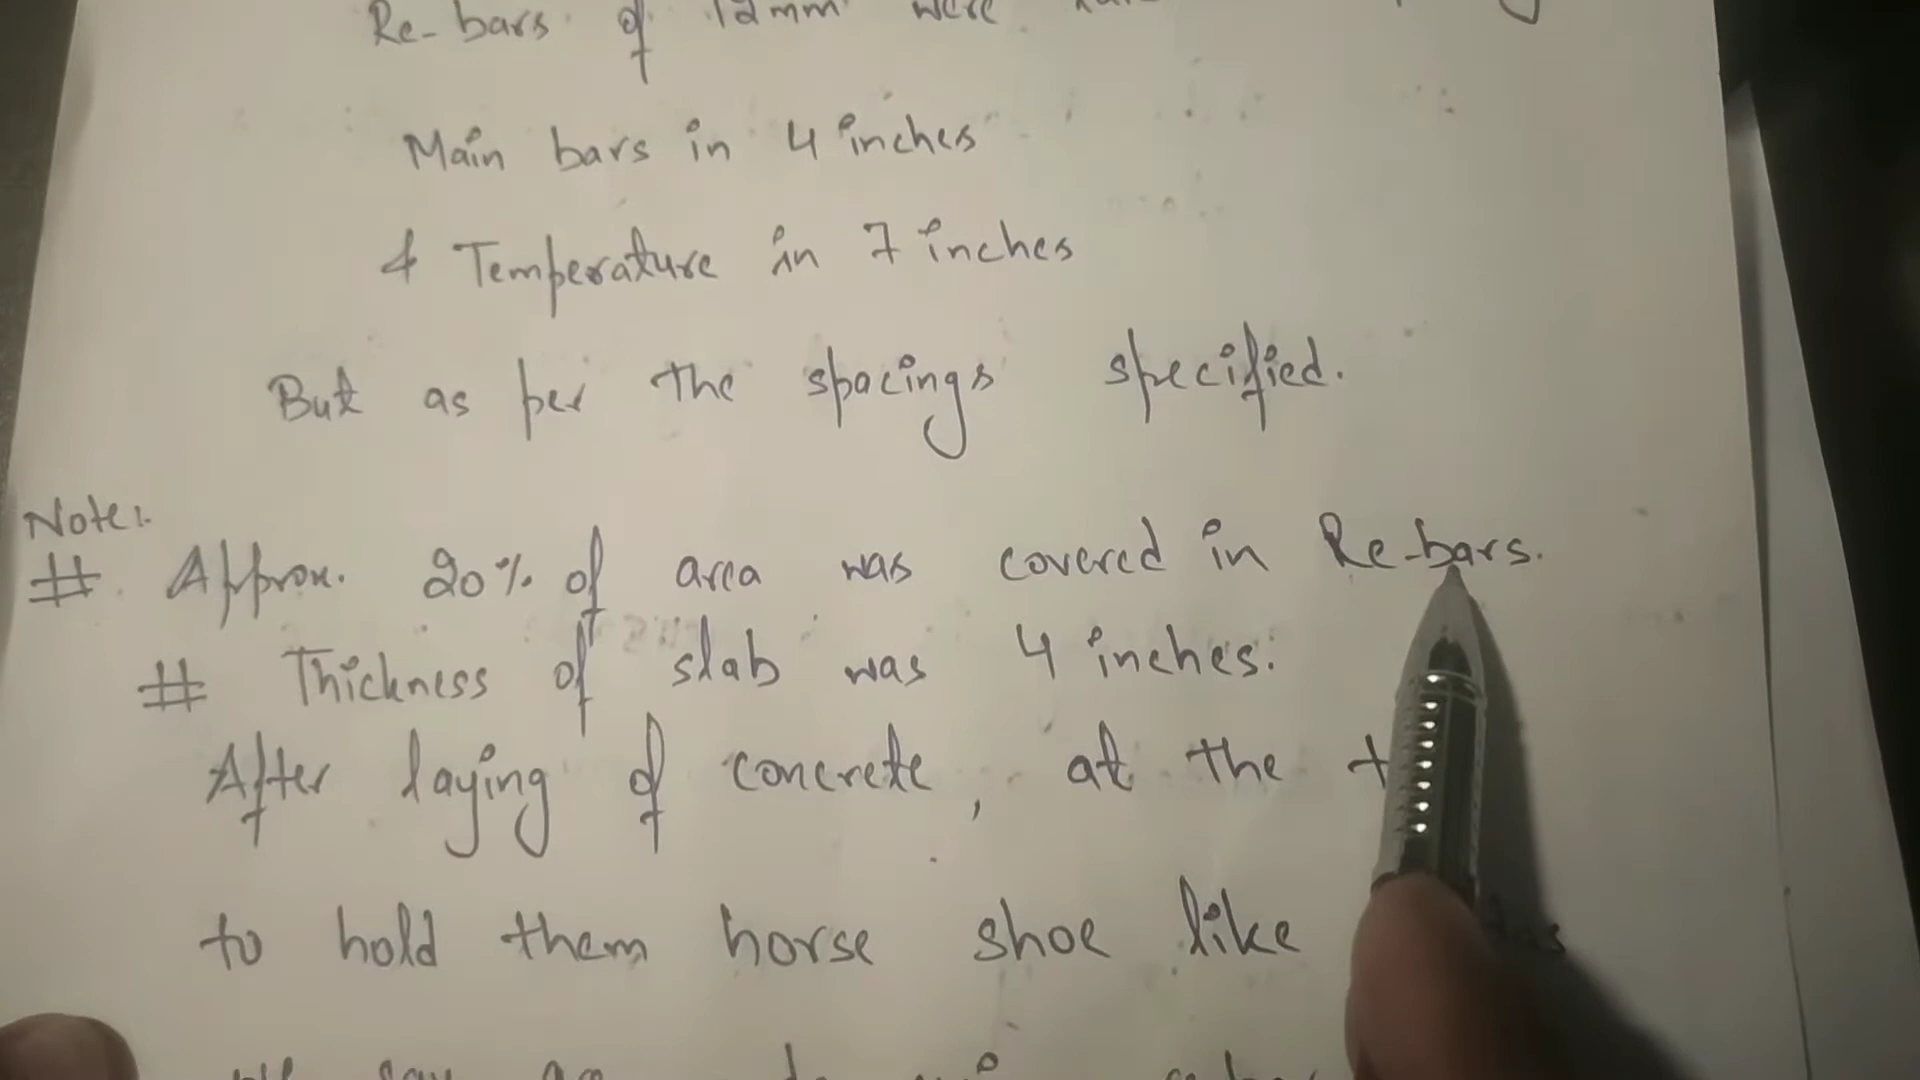 Re-bars of 12mm were
Main bars in 4 inches
& Temperature in 7 inches
But as per the spacings specified.
Note:-
# Approx. 20% of area was covered in Re-bars.
# Thickness of slab was 4 inches.
After laying of concrete, at the
to hold them horse shoe like